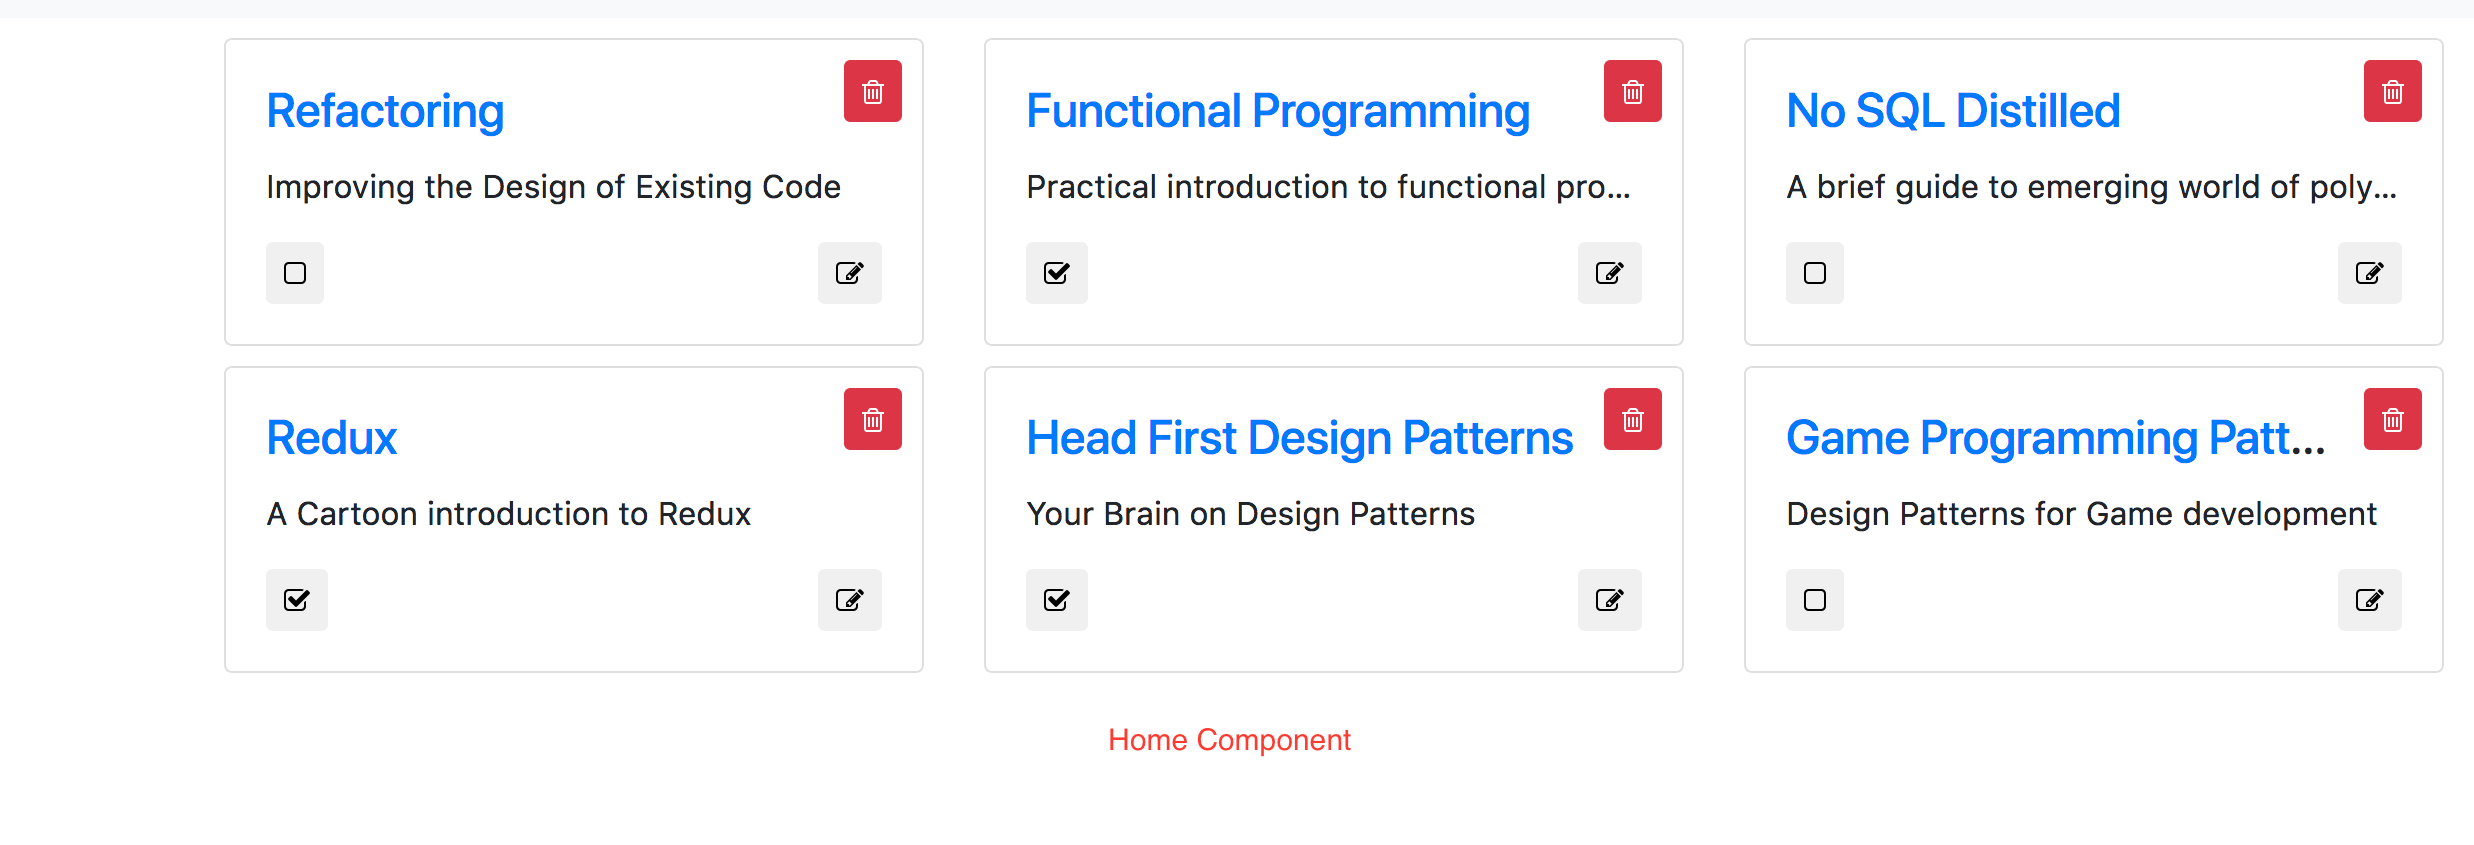 Refactoring
Improving the Design of Existing Code
Functional Programming
Practical introduction to functional pro...
No SQL Distilled
A brief guide to emerging world of poly...
Redux
A Cartoon introduction to Redux
Head First Design Patterns
Your Brain on Design Patterns
Game Programming Patt...
Design Patterns for Game development
Home Component